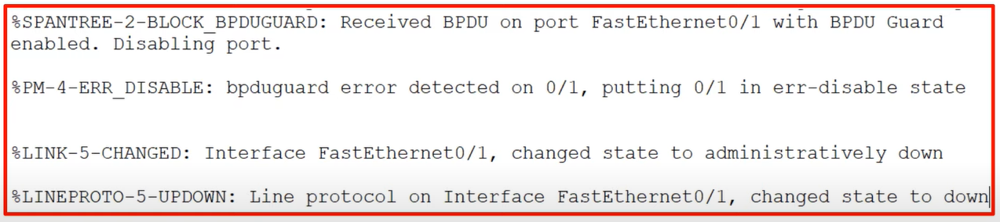 %SPANTREE-2-BLOCK_BPDUGUARD: Received BPDU on port FastEthernet0/1 with BPDU Guard
enabled. Disabling port.
%PM-4-ERR_DISABLE: bpduguard error detected on 0/1, putting 0/1 in err-disable state
%LINK-5-CHANGED: Interface FastEthernet0/1, changed state to administratively down
%LINEPROTO-5-UPDOWN: Line protocol on Interface FastEthernet0/1, changed state to down